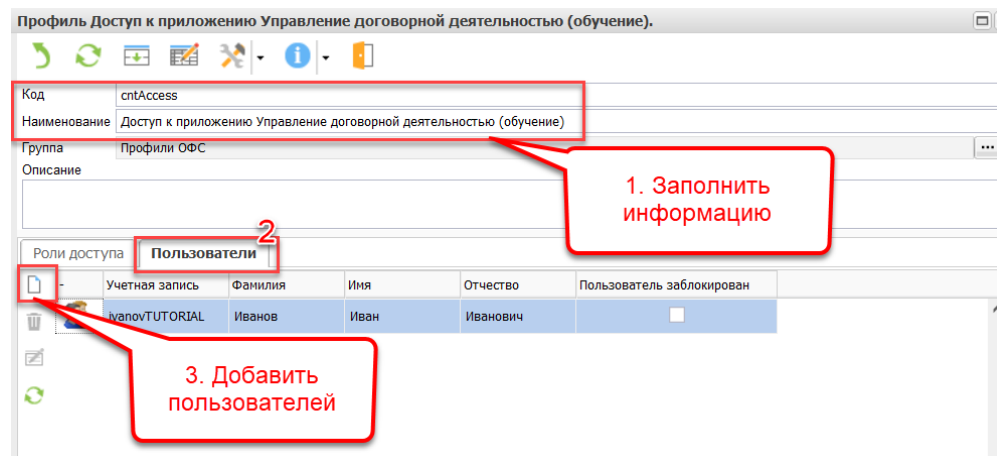 Профиль Доступ к приложению Управление договорной деятельностью (обучение).
Код cntAccess
Наименование Доступ к приложению Управление договорной деятельностью (обучение)
Группа Профили ОФС ...
Описание
1. Заполнить
информацию
2
Роли доступа Пользователи
- Учетная запись Фамилия Имя Отчество Пользователь заблокирован
ivanovTUTORIAL Иванов Иван Иванович
3. Добавить
пользователей